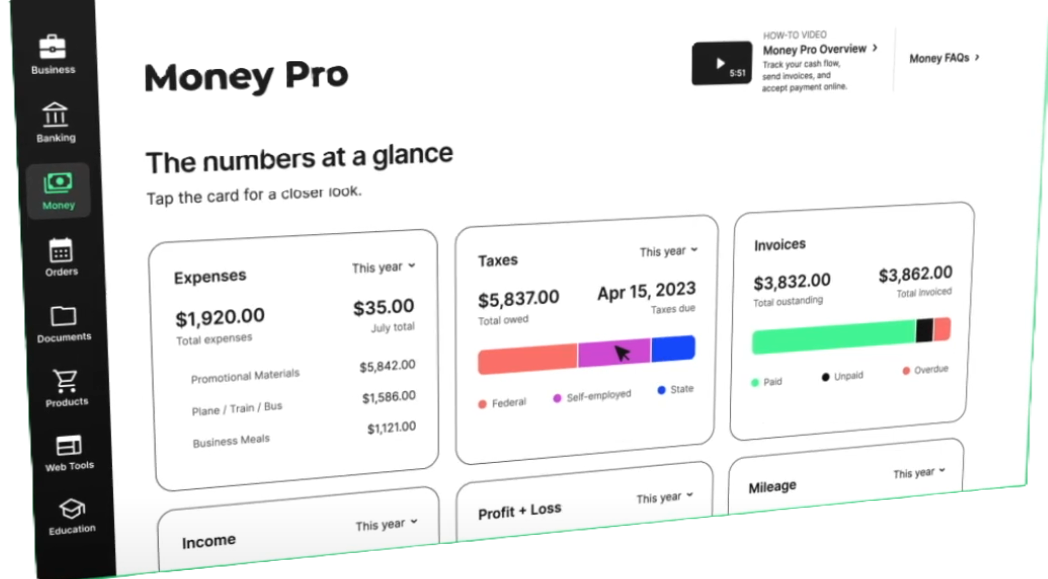 Business
Banking
Money
Orders
Documents
Products
Web Tools
Education
Money Pro
5:51
HOW-TO VIDEO
Money Pro Overview >
Track your cash flow,
send invoices, and
accept payment online.
Money FAQs >
The numbers at a glance
Tap the card for a closer look.
Expenses
This year
$1,920.00
Total expenses
$35.00
July total
Promotional Materials $5,842.00
Plane / Train / Bus $1,586.00
Business Meals $1,121.00
Taxes
This year
$5,837.00
Total owed
Apr 15, 2023
Taxes due
Federal Self-employed State
Invoices
$3,832.00
Total oustanding
$3,862.00
Total invoiced
Paid Unpaid Overdue
Income
This year
Profit + Loss
This year
Mileage
This year